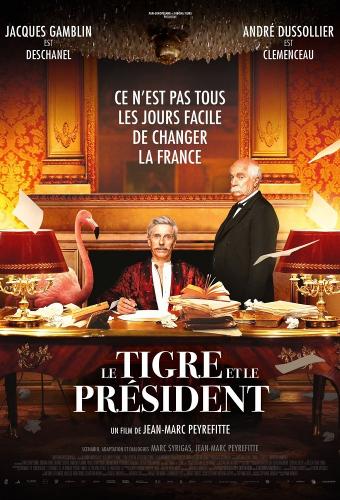 JACQUES GAMBLIN
EST
DESCHANEL
ANDRÉ DUSSOLLIER
EST
CLEMENCEAU
CE N'EST PAS TOUS
LES JOURS FACILE
DE CHANGER
LA FRANCE
LE TIGRE ET LE
PRÉSIDENT
UN FILM DE JEAN-MARC PEYREFITTE
SCÉNARIO, ADAPTATION ET DIALOGUES MARC SYRIGAS, JEAN-MARC PEYREFITTE